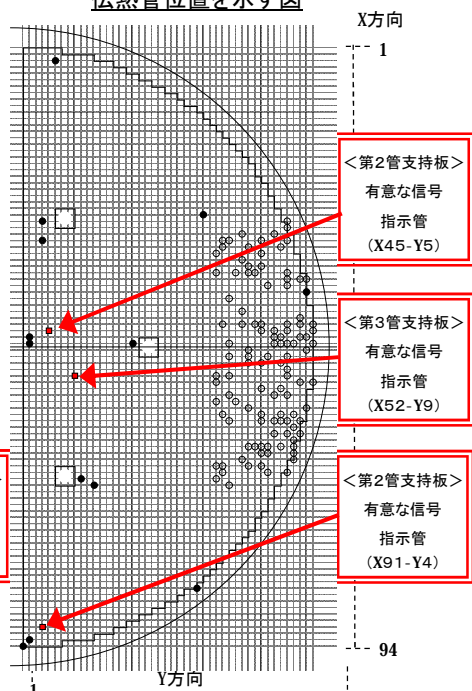 伝熱管位置を示す図
X方向
1
<第2管支持板>
有意な信号
指示管
(X45-Y5)
<第3管支持板>
有意な信号
指示管
(X52-Y9)
<第2管支持板>
有意な信号
指示管
(X91-Y4)
94
Y方向
1